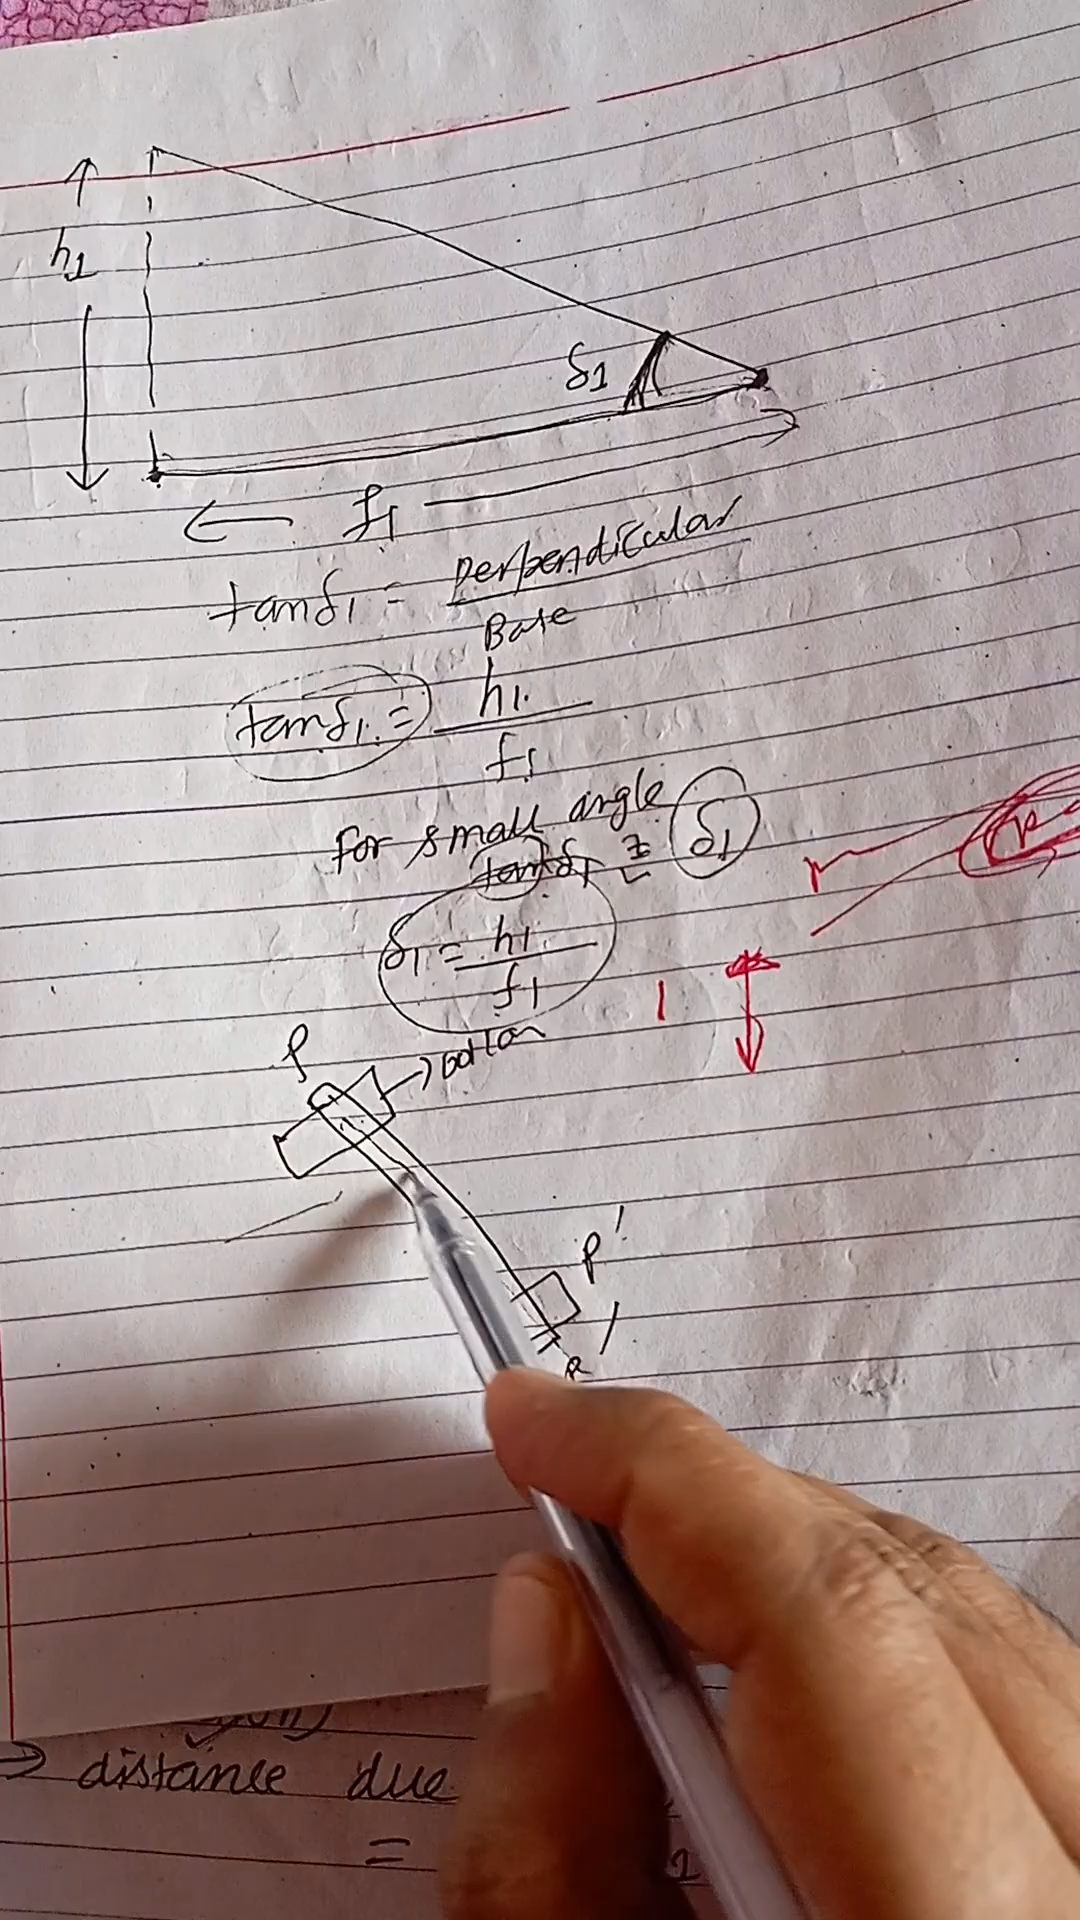 h1
δ1
f1
tanδ1 = Perpendicular
Base
tanδ1 = h1
f1
For small angle
tanδ1 ≅ δ1
δ1 = h1
f1
1
P
P'
→ distance due
=